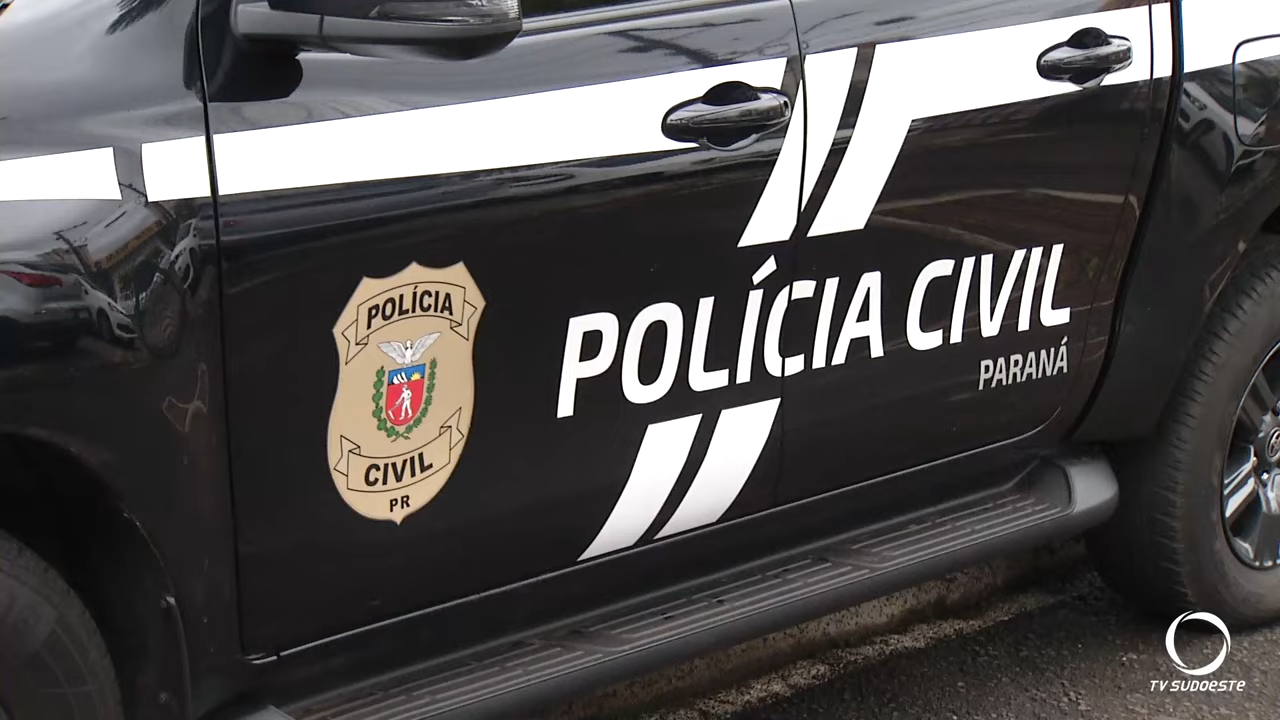 POLÍCIA
CIVIL
PR
POLÍCIA CIVIL
PARANÁ
TV SUDOESTE